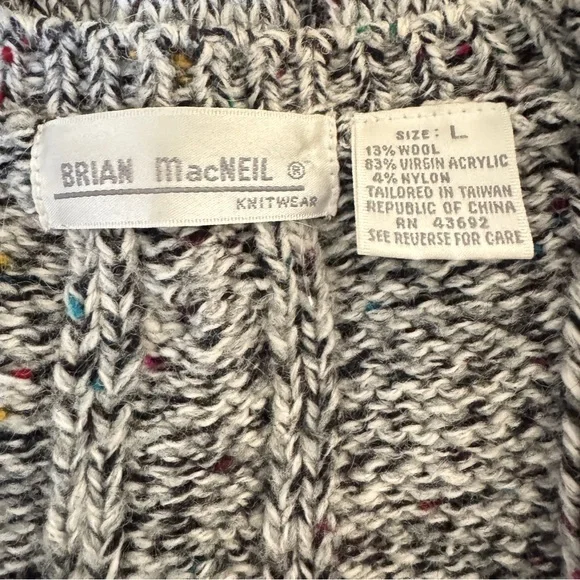 BRIAN MacNEIL ®
KNITWEAR
SIZE: L
13% WOOL
83% VIRGIN ACRYLIC
4% NYLON
TAILORED IN TAIWAN
REPUBLIC OF CHINA
RN 43692
SEE REVERSE FOR CARE